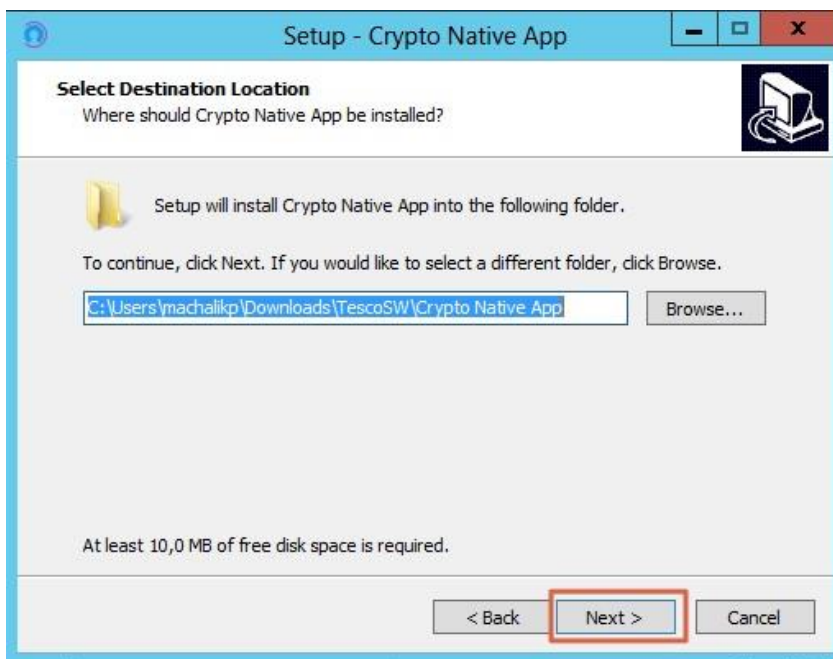 Setup - Crypto Native App
Select Destination Location
Where should Crypto Native App be installed?
Setup will install Crypto Native App into the following folder.
To continue, click Next. If you would like to select a different folder, click Browse.
C:\Users\machalikp\Downloads\TescoSW\Crypto Native App
Browse...
At least 10,0 MB of free disk space is required.
< Back
Next >
Cancel